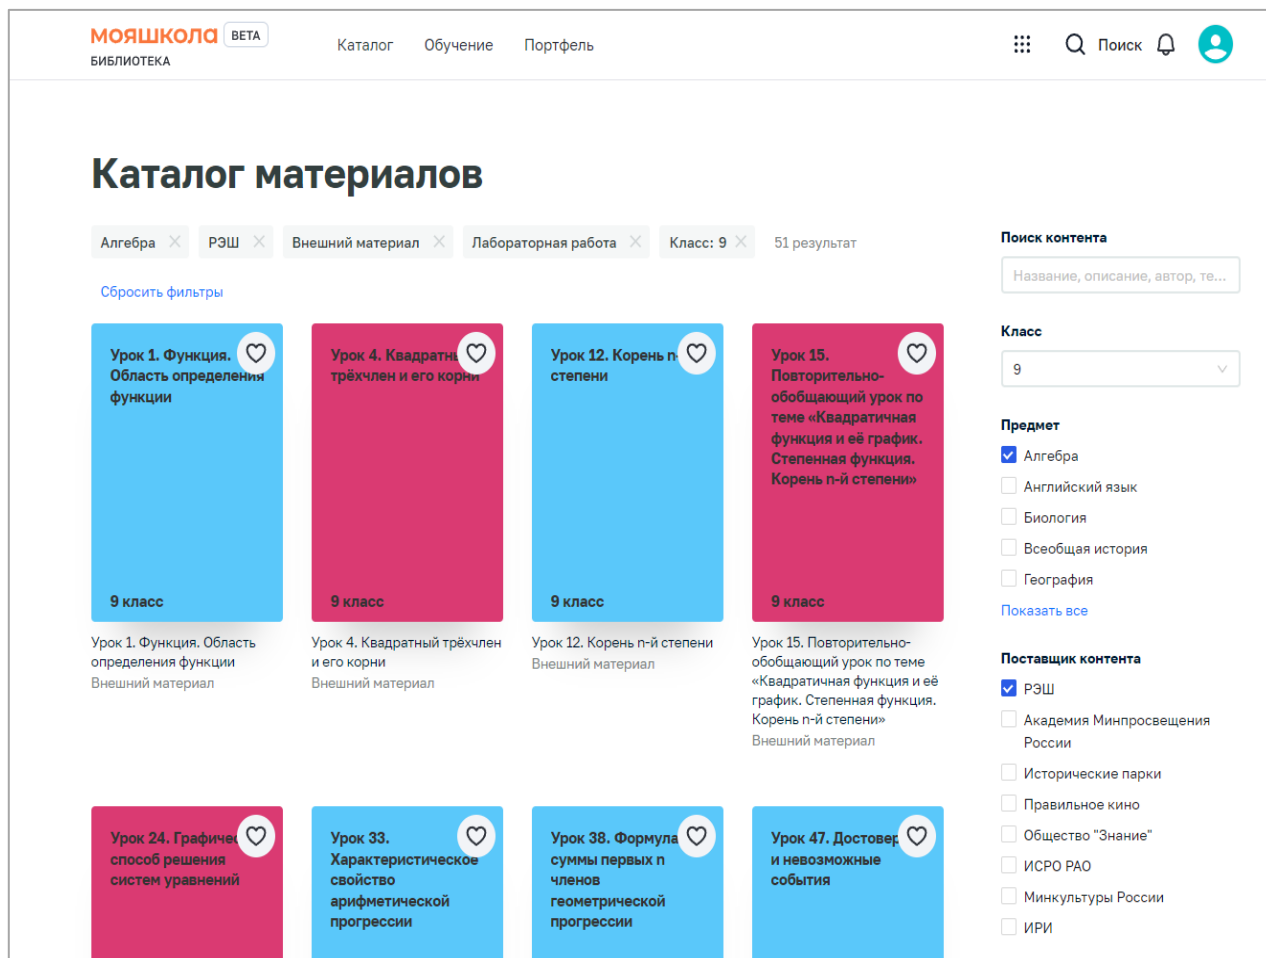 МОЯШКОЛА BETA
БИБЛИОТЕКА
Каталог Обучение Портфель
Поиск
Каталог материалов
Алгебра РЭШ Внешний материал Лабораторная работа Класс: 9 51 результат
Сбросить фильтры
Урок 1. Функция.
Область определения
функции
9 класс
Урок 1. Функция. Область
определения функции
Внешний материал
Урок 4. Квадратн
трёхчлен и его корни
9 класс
Урок 4. Квадратный трёхчлен
и его корни
Внешний материал
Урок 12. Корень n-
степени
9 класс
Урок 12. Корень n-й степени
Внешний материал
Урок 15.
Повторительно-
обобщающий урок по
теме «Квадратичная
функция и её график.
Степенная функция.
Корень n-й степени»
9 класс
Урок 15. Повторительно-
обобщающий урок по теме
«Квадратичная функция и её
график. Степенная функция.
Корень n-й степени»
Внешний материал
Урок 24. Графичес
способ решения
систем уравнений
Урок 33.
Характеристическое
свойство
арифметической
прогрессии
Урок 38. Формула
суммы первых n
членов
геометрической
прогрессии
Урок 47. Достовер
и невозможные
события
Поиск контента
Название, описание, автор, те...
Класс
9
Предмет
Алгебра
Английский язык
Биология
Всеобщая история
География
Показать все
Поставщик контента
РЭШ
Академия Минпросвещения
России
Исторические парки
Правильное кино
Общество "Знание"
ИСРО РАО
Минкультуры России
ИРИ